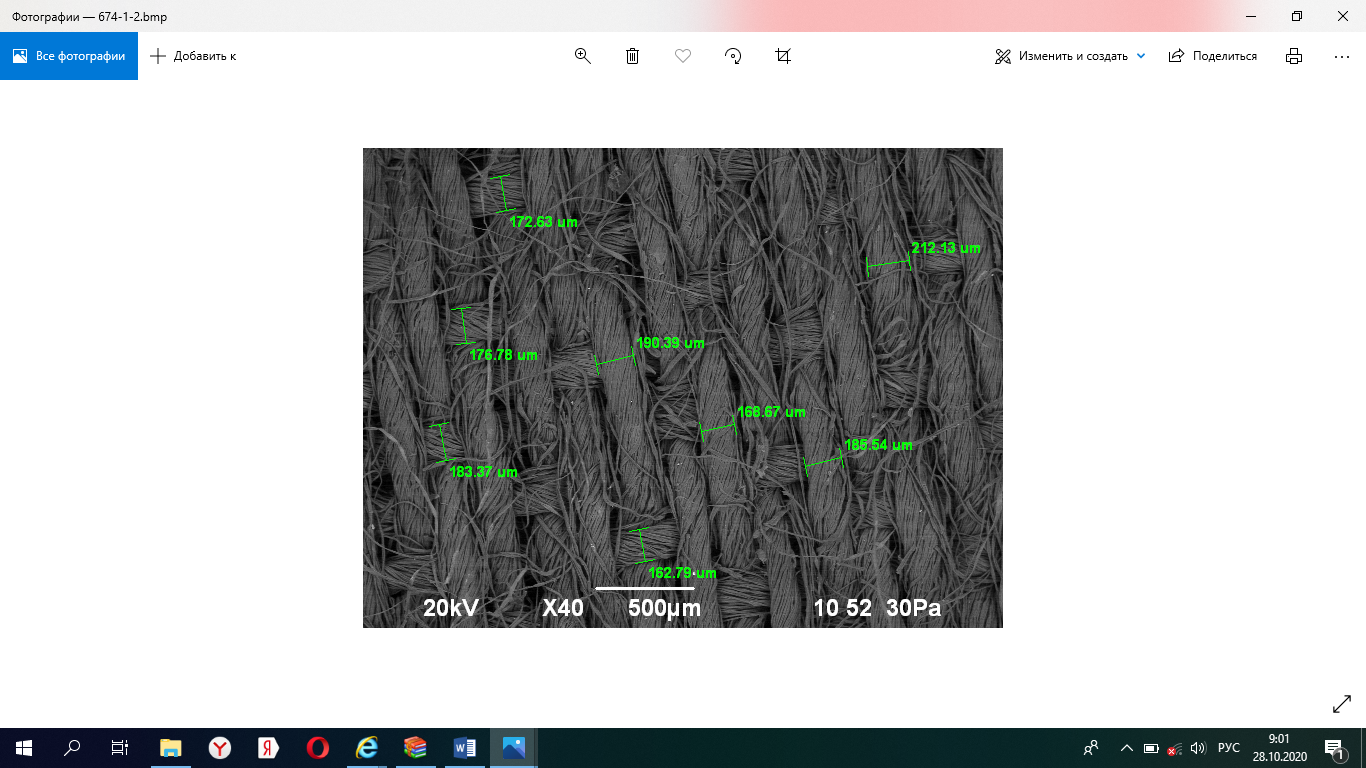 Фотографии — 674-1-2.bmp
Все фотографии
Добавить к
Изменить и создать
Поделиться
172.63 um
212.13 um
176.78 um
190.39 um
168.67 um
185.54 um
183.37 um
162.79 um
20kV X40 500µm 10 52 30Pa
РУС
9:01
28.10.2020
1